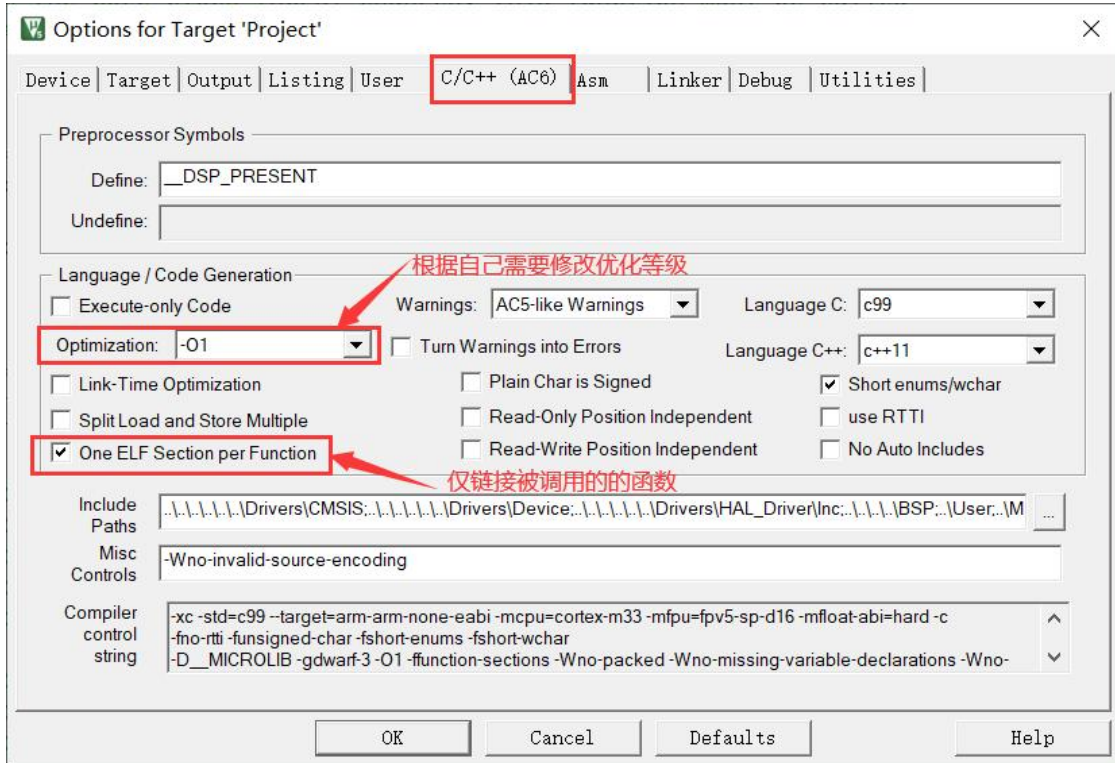 Options for Target 'Project'
Device Target Output Listing User C/C++ (AC6) Asm Linker Debug Utilities
Preprocessor Symbols
Define: __DSP_PRESENT
Undefine:
根据自己需要修改优化等级
Language / Code Generation
Execute-only Code Warnings: AC5-like Warnings Language C: c99
Optimization: -O1 Turn Warnings into Errors Language C++: c++11
Link-Time Optimization Plain Char is Signed Short enums/wchar
Split Load and Store Multiple Read-Only Position Independent use RTTI
One ELF Section per Function Read-Write Position Independent No Auto Includes
仅链接被调用的的函数
Include Paths ..\..\..\..\..\..\Drivers\CMSIS;..\..\..\..\..\..\Drivers\Device;..\..\..\..\..\..\Drivers\HAL_Driver\Inc;..\..\..\..\BSP;..\User;..\M ...
Misc Controls -Wno-invalid-source-encoding
Compiler control string -xc -std=c99 --target=arm-arm-none-eabi -mcpu=cortex-m33 -mfpu=fpv5-sp-d16 -mfloat-abi=hard -c
-fno-rtti -funsigned-char -fshort-enums -fshort-wchar
-D__MICROLIB -gdwarf-3 -O1 -ffunction-sections -Wno-packed -Wno-missing-variable-declarations -Wno-
OK Cancel Defaults Help